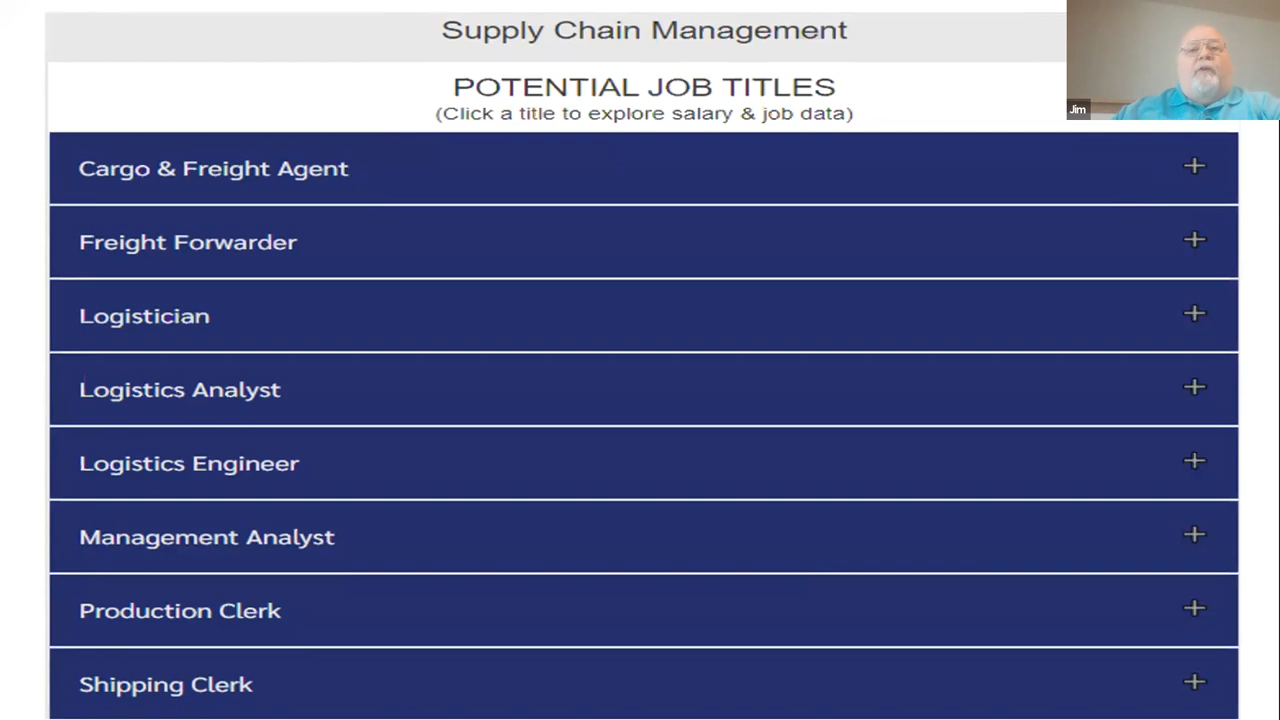 Supply Chain Management
POTENTIAL JOB TITLES
(Click a title to explore salary & job data)
Jim
Cargo & Freight Agent
Freight Forwarder
Logistician
Logistics Analyst
Logistics Engineer
Management Analyst
Production Clerk
Shipping Clerk